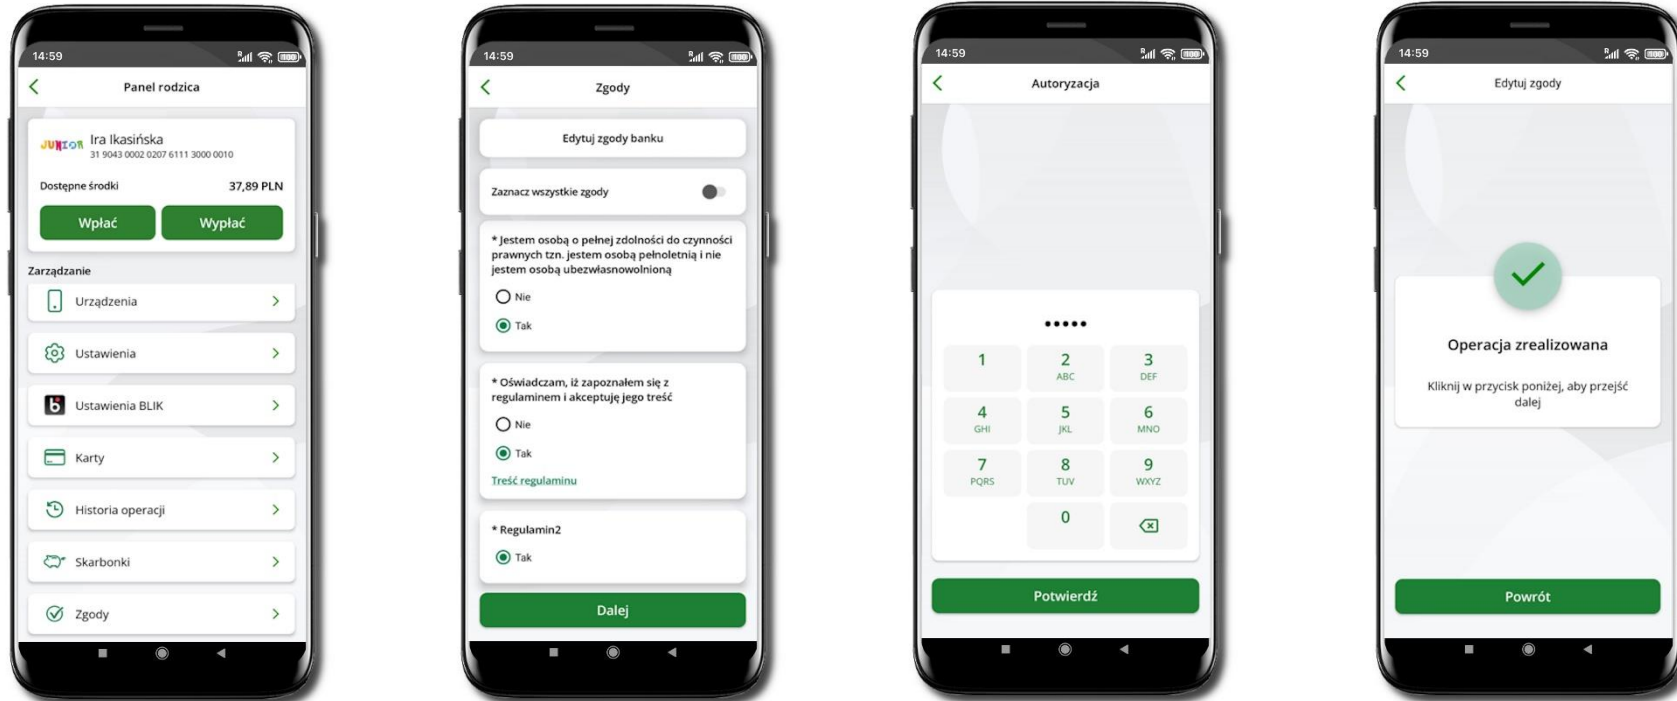 14:59
Panel rodzica
JUNIOR Ira Ikasińska
31 9043 0002 0207 6111 3000 0010
Dostępne środki 37,89 PLN
Wpłać Wypłać
Zarządzanie
Urządzenia
Ustawienia
Ustawienia BLIK
Karty
Historia operacji
Skarbonki
Zgody
14:59
Zgody
Edytuj zgody banku
Zaznacz wszystkie zgody
* Jestem osobą o pełnej zdolności do czynności
prawnych tzn. jestem osobą pełnoletnią i nie
jestem osobą ubezwłasnowolnioną
Nie
Tak
* Oświadczam, iż zapoznałem się z
regulaminem i akceptuję jego treść
Nie
Tak
Treść regulaminu
* Regulamin2
Tak
Dalej
14:59
Autoryzacja
1 2 3
ABC DEF
4 5 6
GHI JKL MNO
7 8 9
PQRS TUV WXYZ
0
Potwierdź
14:59
Edytuj zgody
Operacja zrealizowana
Kliknij w przycisk poniżej, aby przejść
dalej
Powrót